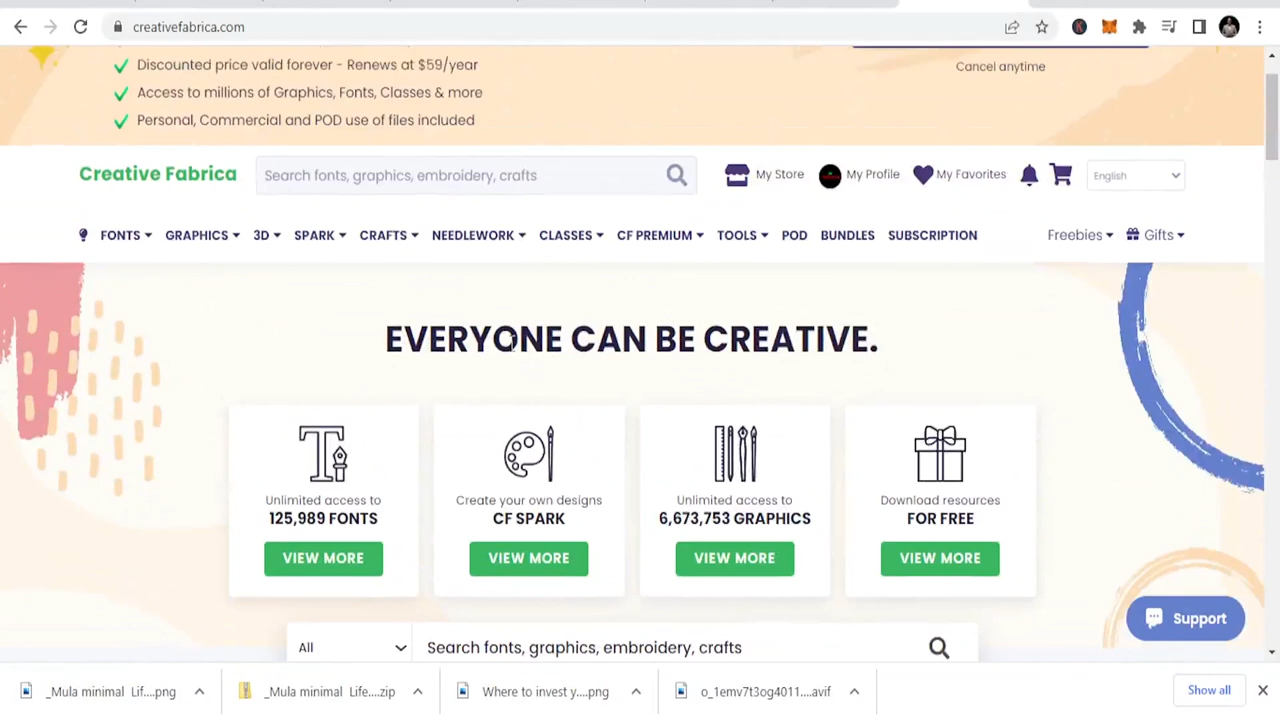 creativefabrica.com
Discounted price valid forever - Renews at $59/year
Cancel anytime
Access to millions of Graphics, Fonts, Classes & more
Personal, Commercial and POD use of files included
Creative Fabrica
Search fonts, graphics, embroidery, crafts
My Store
My Profile
My Favorites
English
FONTS
GRAPHICS
3D
SPARK
CRAFTS
NEEDLEWORK
CLASSES
CF PREMIUM
TOOLS
POD
BUNDLES
SUBSCRIPTION
Freebies
Gifts
EVERYONE CAN BE CREATIVE.
Unlimited access to
125,989 FONTS
VIEW MORE
Create your own designs
CF SPARK
VIEW MORE
Unlimited access to
6,673,753 GRAPHICS
VIEW MORE
Download resources
FOR FREE
VIEW MORE
Support
All
Search fonts, graphics, embroidery, crafts
_Mula minimal Lif....png
_Mula minimal Life....zip
Where to invest y....png
o_1emv7t3og4011....avif
Show all